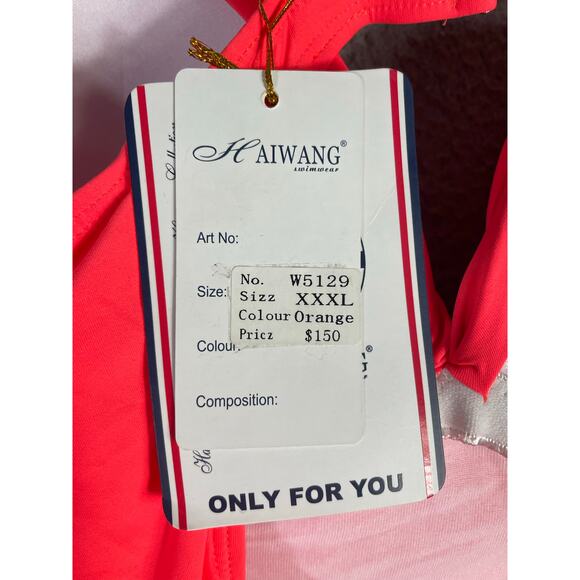 HAIWANG®
swimwear
Art No:
Size:
Colour:
Composition:
No. W5129
Sizz XXXL
Colour Orange
Pricz $150
ONLY FOR YOU